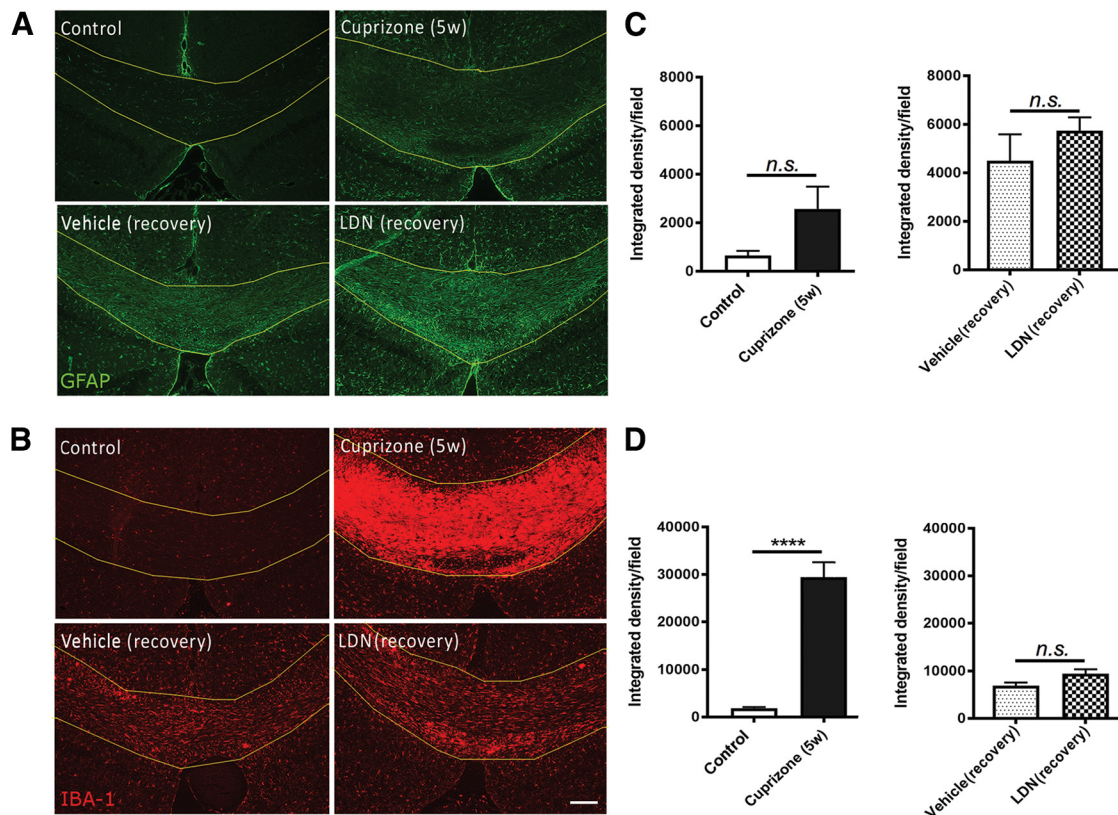 A
Control
Cuprizone (5w)
Vehicle (recovery)
LDN (recovery)
GFAP
B
Control
Cuprizone (5w)
Vehicle (recovery)
LDN(recovery)
IBA-1
C
Integrated density/field
8000
6000
4000
2000
0
n.s.
Control
Cuprizone (5w)
Integrated density/field
8000
6000
4000
2000
0
n.s.
Vehicle(recovery)
LDN(recovery)
D
Integrated density/field
40000
30000
20000
10000
0
****
Control
Cuprizone (5w)
Integrated density/field
40000
30000
20000
10000
0
n.s.
Vehicle(recovery)
LDN(recovery)